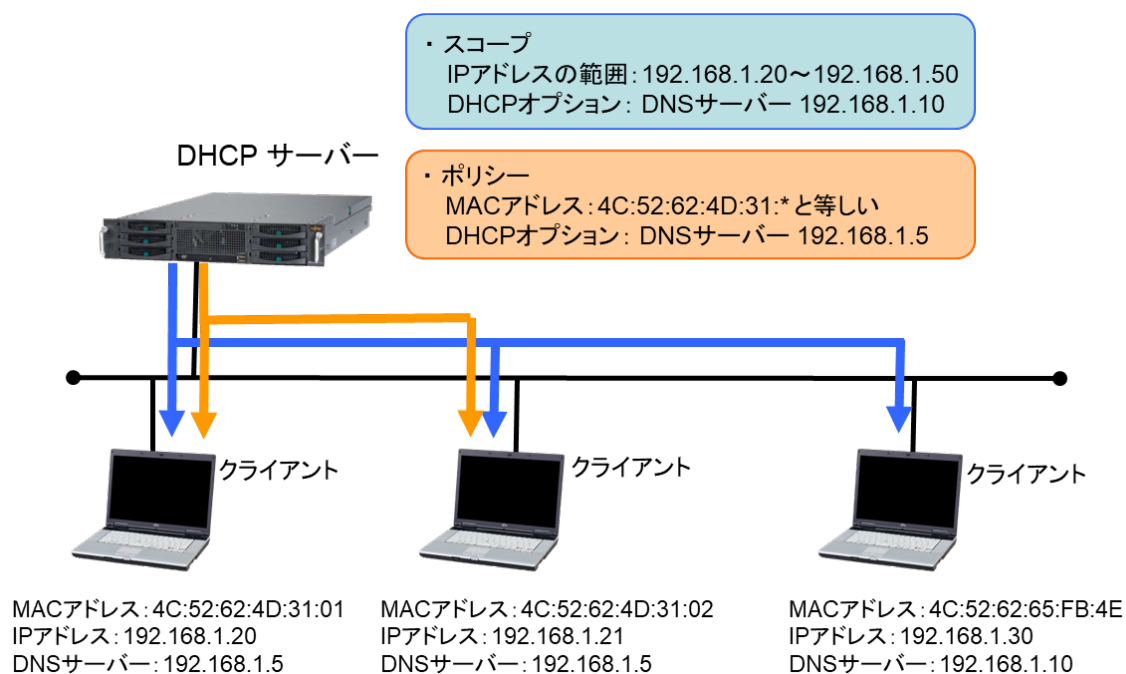 ・ スコープ
IPアドレスの範囲：192.168.1.20～192.168.1.50
DHCPオプション： DNSサーバー 192.168.1.10
DHCP サーバー
・ ポリシー
MACアドレス：4C:52:62:4D:31:* と等しい
DHCPオプション： DNSサーバー 192.168.1.5
クライアント
クライアント
クライアント
MACアドレス：4C:52:62:4D:31:01
IPアドレス：192.168.1.20
DNSサーバー：192.168.1.5
MACアドレス：4C:52:62:4D:31:02
IPアドレス：192.168.1.21
DNSサーバー：192.168.1.5
MACアドレス：4C:52:62:65:FB:4E
IPアドレス：192.168.1.30
DNSサーバー：192.168.1.10